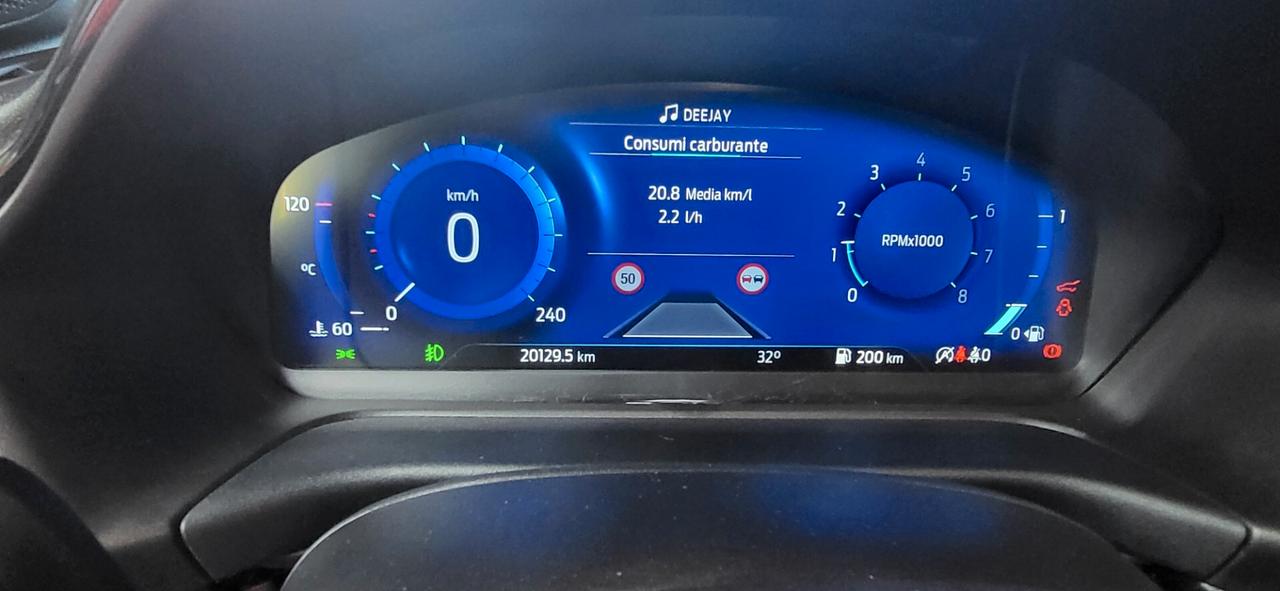 DEEJAY
Consumi carburante
20.8 Media km/l
2.2 l/h
120
°C
60
km/h
0
0
240
50
RPMx1000
0
1
2
3
4
5
6
7
8
1
0
20129.5 km
32°
200 km
0